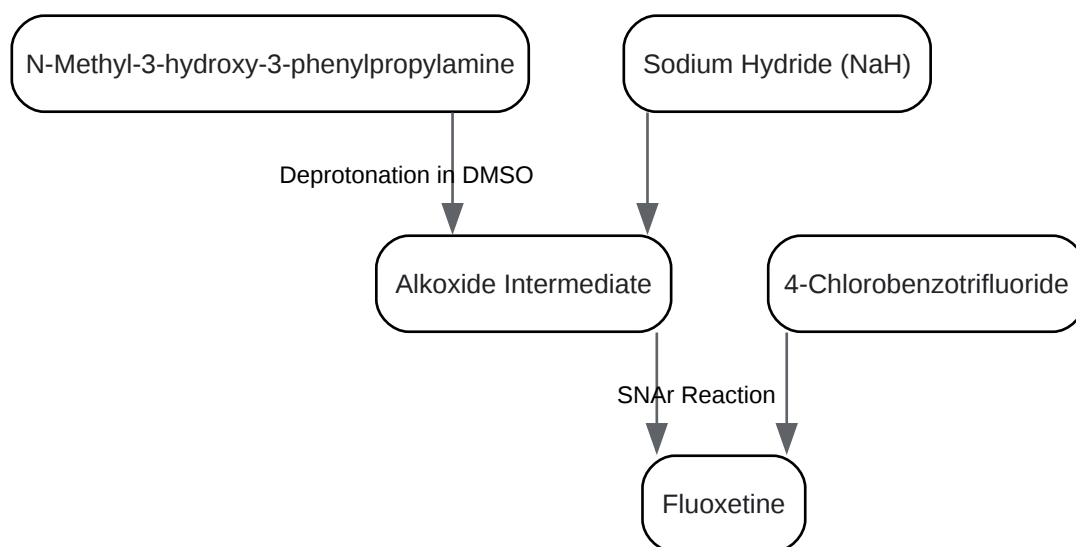 N-Methyl-3-hydroxy-3-phenylpropylamine
Sodium Hydride (NaH)
Deprotonation in DMSO
Alkoxide Intermediate
4-Chlorobenzotrifluoride
SNAr Reaction
Fluoxetine